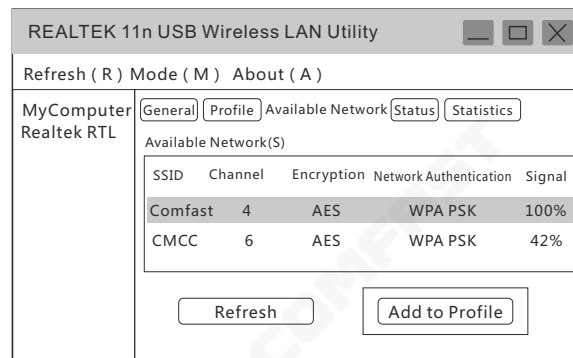 REALTEK 11n USB Wireless LAN Utility
Refresh ( R ) Mode ( M ) About ( A )
MyComputer
Realtek RTL
General Profile Available Network Status Statistics
Available Network(S)
SSID Channel Encryption Network Authentication Signal
Comfast 4 AES WPA PSK 100%
CMCC 6 AES WPA PSK 42%
Refresh Add to Profile
COMFAST